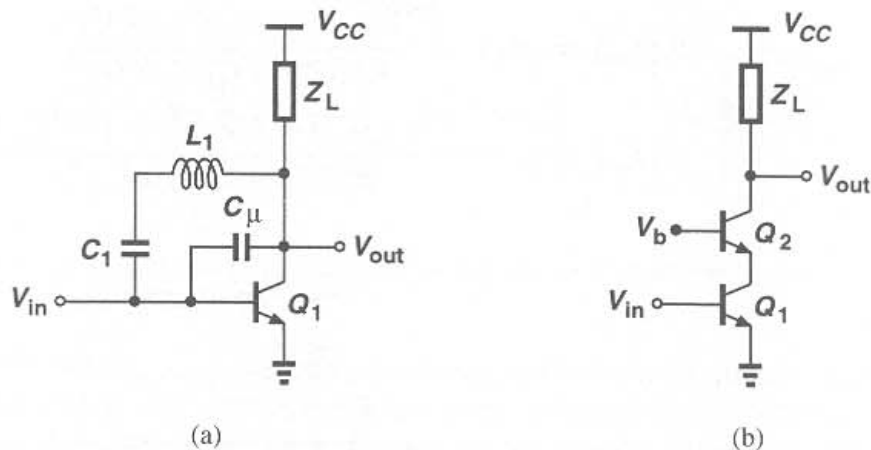 V_CC
Z_L
L_1
C_μ
C_1
V_out
V_in
Q_1
(a)
V_CC
Z_L
V_out
V_b
Q_2
V_in
Q_1
(b)